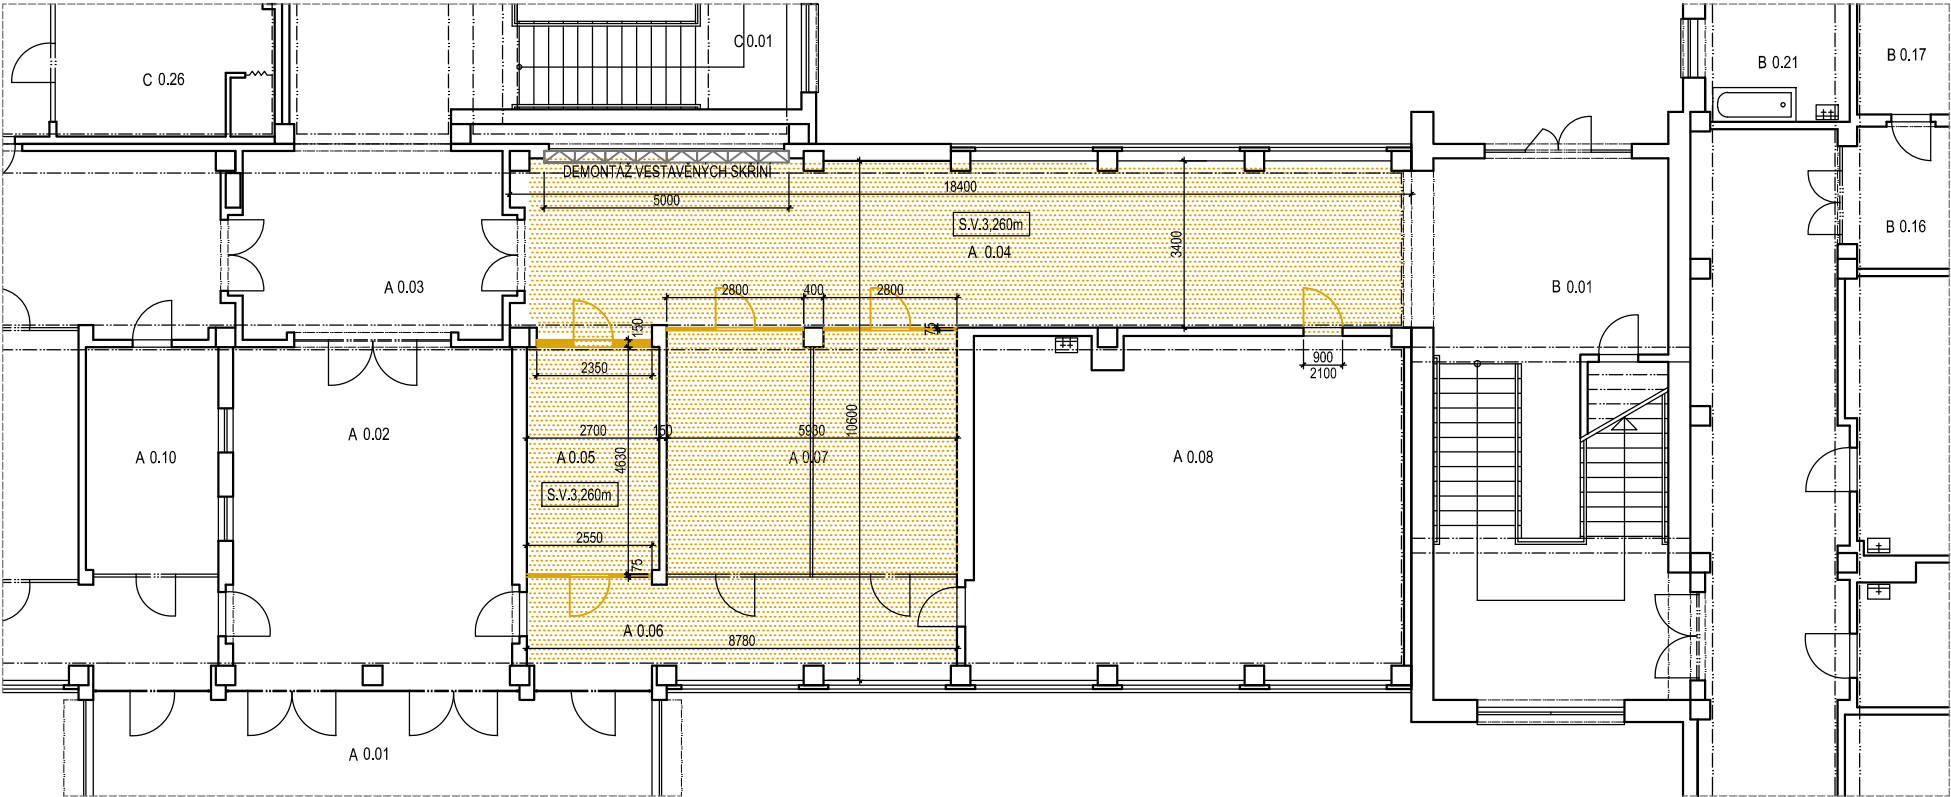 C 0.01
C 0.26
B 0.21
B 0.17
DEMONTÁŽ VESTAVĚNÝCH SKŘÍNÍ
18400
5000
S.V.3,260m
A 0.04
3400
B 0.16
A 0.03
B 0.01
2800
400
2800
150
75
900
2100
2350
10600
A 0.02
2700
150
5930
A 0.10
A 0.05
4630
A 0.07
A 0.08
S.V.3,260m
2550
175
A 0.06
8780
A 0.01